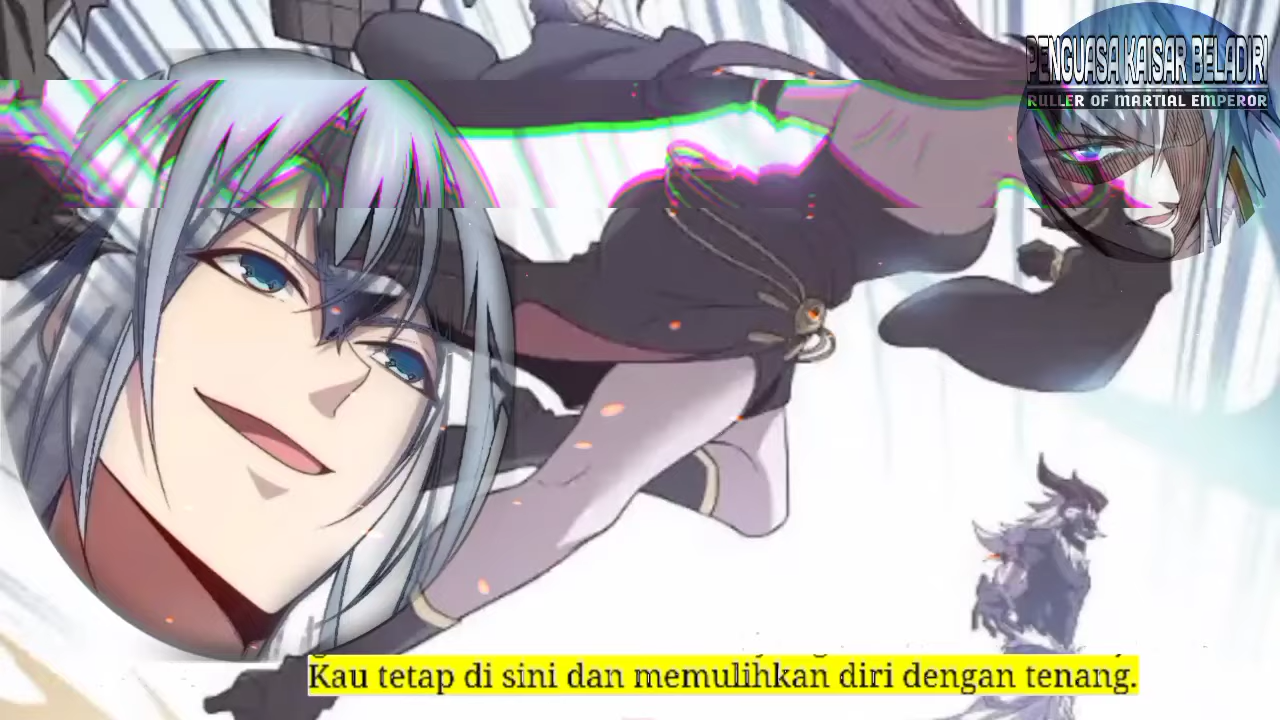 PENGUASA KAISAR BELADIRI
RULLER OF MARTIAL EMPEROR
Kau tetap di sini dan memulihkan diri dengan tenang.